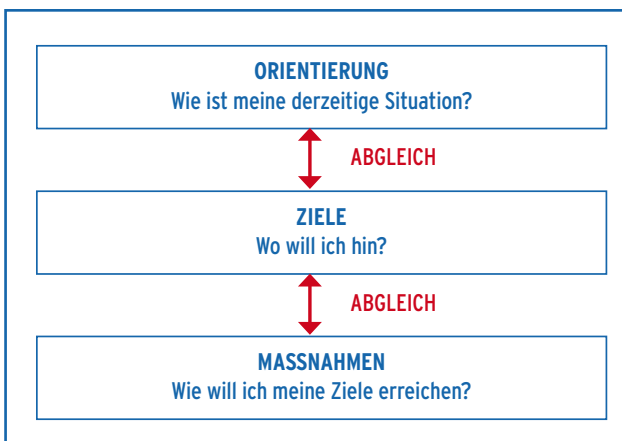 ORIENTIERUNG
Wie ist meine derzeitige Situation?
ABGLEICH
ZIELE
Wo will ich hin?
ABGLEICH
MASSNAHMEN
Wie will ich meine Ziele erreichen?